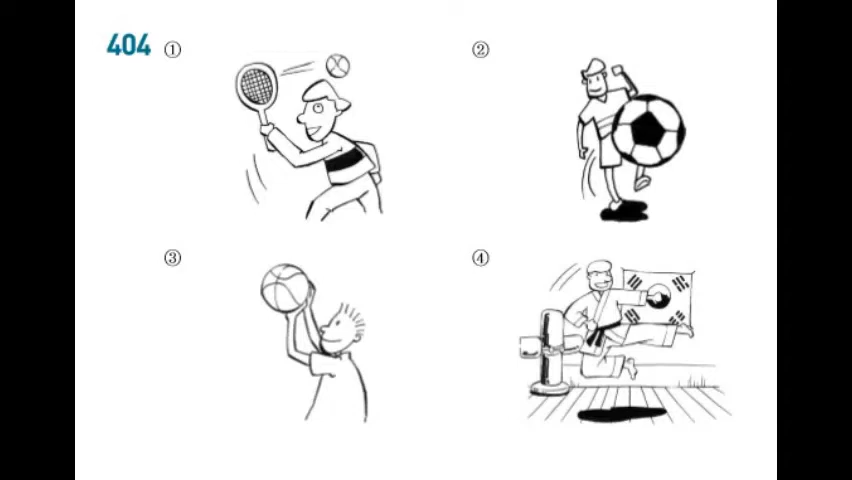 404 ① ②
③ ④